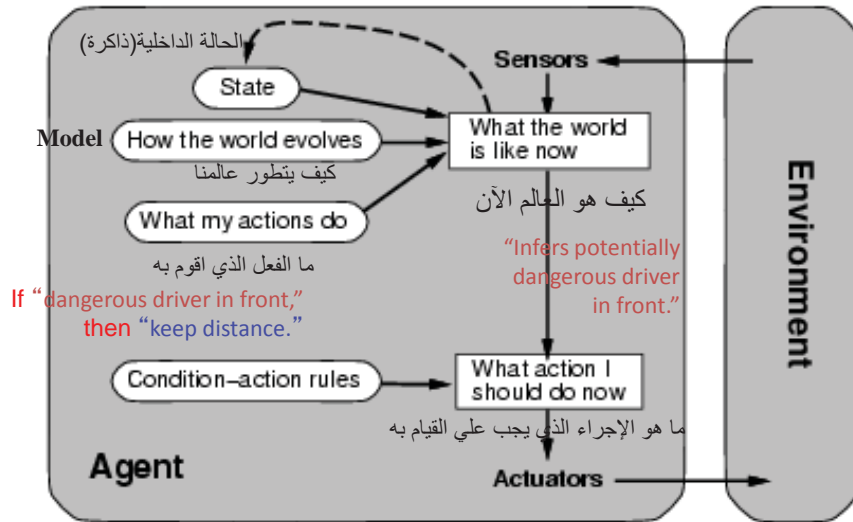 الحالة الداخلية(ذاكرة)
Sensors
State
Model
How the world evolves
What the world
is like now
كيف يتطور عالمنا
كيف هو العالم الآن
What my actions do
ما الفعل الذي اقوم به
“Infers potentially
dangerous driver
in front.”
If “dangerous driver in front,”
then “keep distance.”
Condition–action rules
What action I
should do now
ما هو الإجراء الذي يجب علي القيام به
Agent
Actuators
Environment